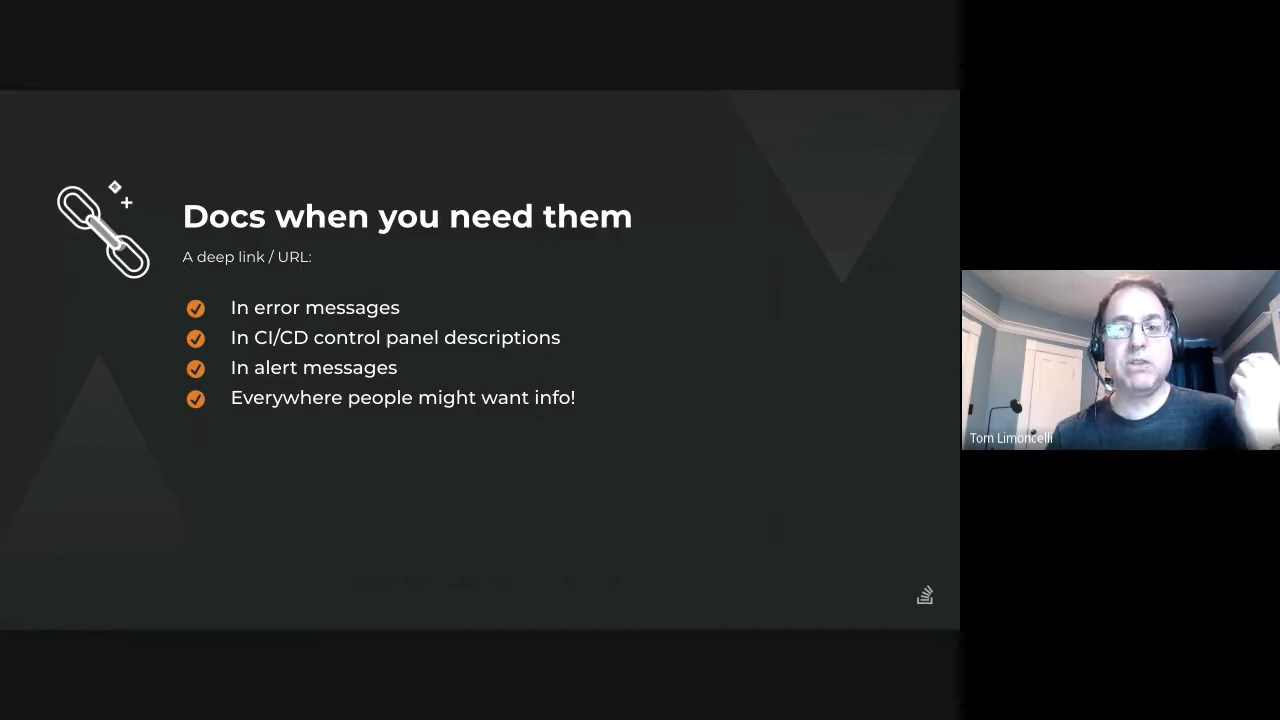 Docs when you need them
A deep link / URL:
In error messages
In CI/CD control panel descriptions
In alert messages
Everywhere people might want info!
Tom Limoncelli